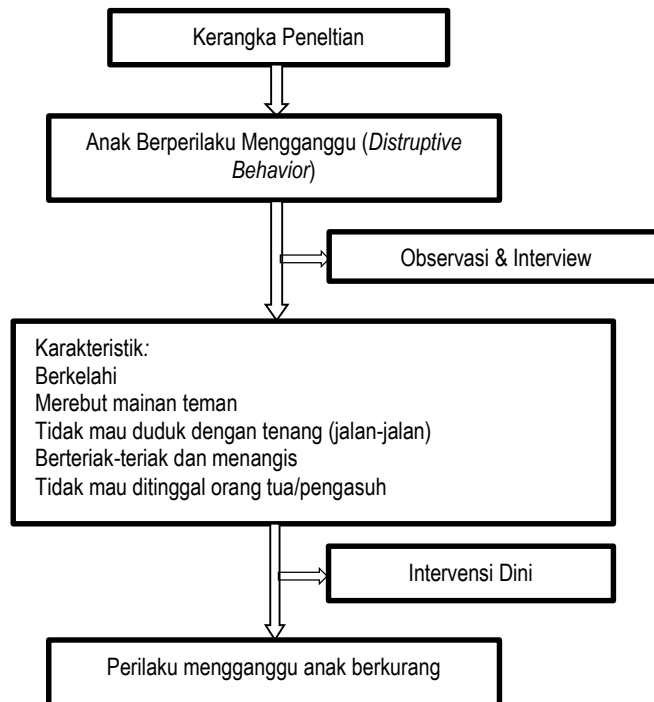 Kerangka Peneltian
Anak Berperilaku Mengganggu (Distruptive
Behavior)
Observasi & Interview
Karakteristik:
Berkelahi
Merebut mainan teman
Tidak mau duduk dengan tenang (jalan-jalan)
Berteriak-teriak dan menangis
Tidak mau ditinggal orang tua/pengasuh
Intervensi Dini
Perilaku mengganggu anak berkurang